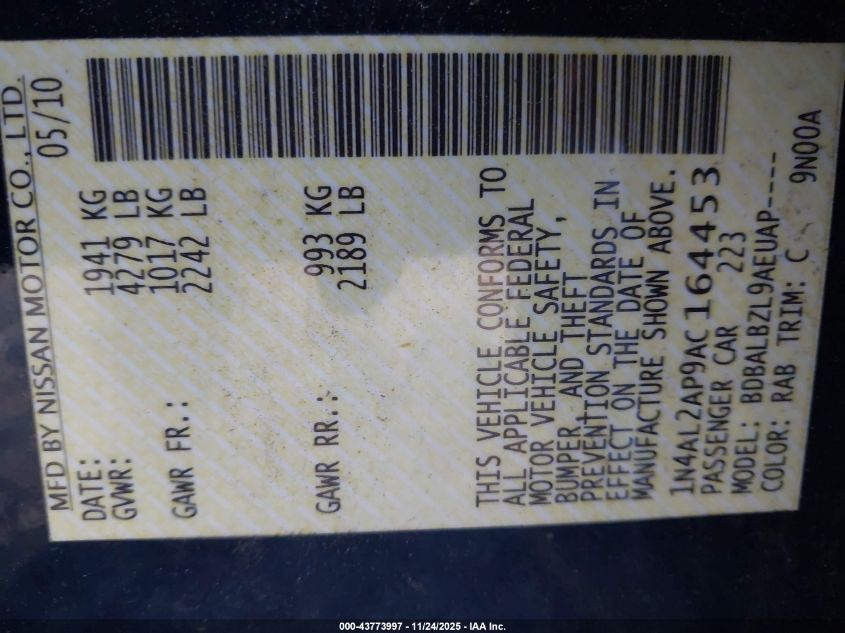 MFD BY NISSAN MOTOR CO., LTD.
DATE: 05/10
GVWR: 1941 KG
4279 LB
GAWR FR.: 1017 KG
2242 LB
GAWR RR.: 993 KG
2189 LB
THIS VEHICLE CONFORMS TO
ALL APPLICABLE FEDERAL
MOTOR VEHICLE SAFETY,
BUMPER, AND THEFT
PREVENTION STANDARDS IN
EFFECT ON THE DATE OF
MANUFACTURE SHOWN ABOVE.
1N4AL2AP9AC164453
PASSENGER CAR 223
MODEL: BDBALBZL9AEUAP----
COLOR: RAB TRIM: C 9N00A
000-43773997 - 11/24/2025 - IAA Inc.